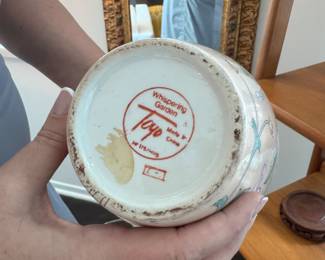 Whispering
Garden
Toyo
Made in
China